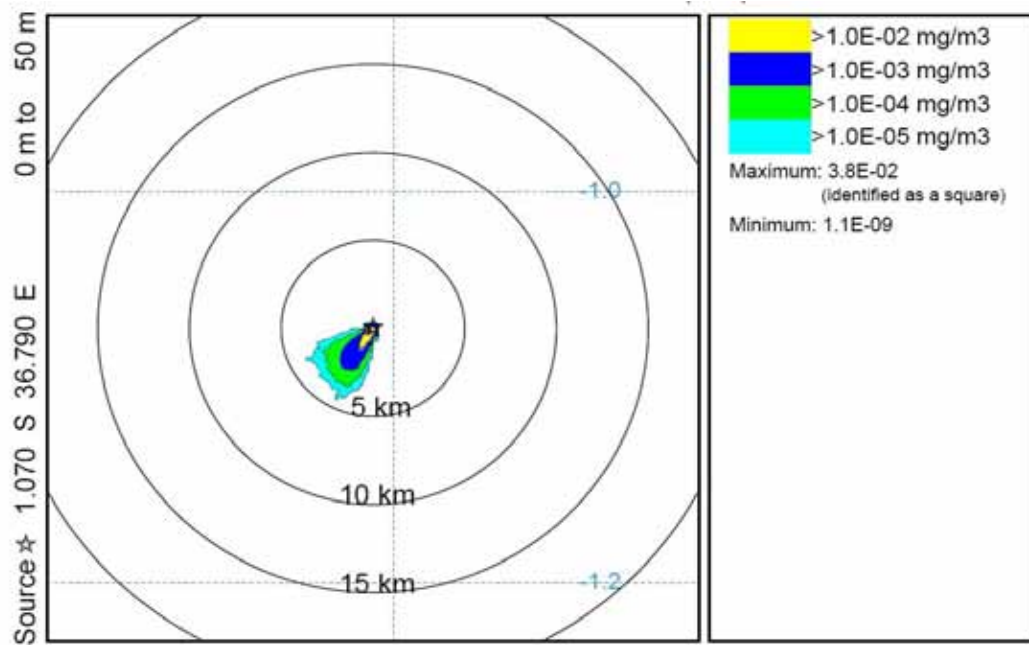 Source ☆ 1.070 S 36.790 E 0 m to 50 m
-1.0
5 km
10 km
15 km
-1.2
>1.0E-02 mg/m3
>1.0E-03 mg/m3
>1.0E-04 mg/m3
>1.0E-05 mg/m3
Maximum: 3.8E-02
(identified as a square)
Minimum: 1.1E-09